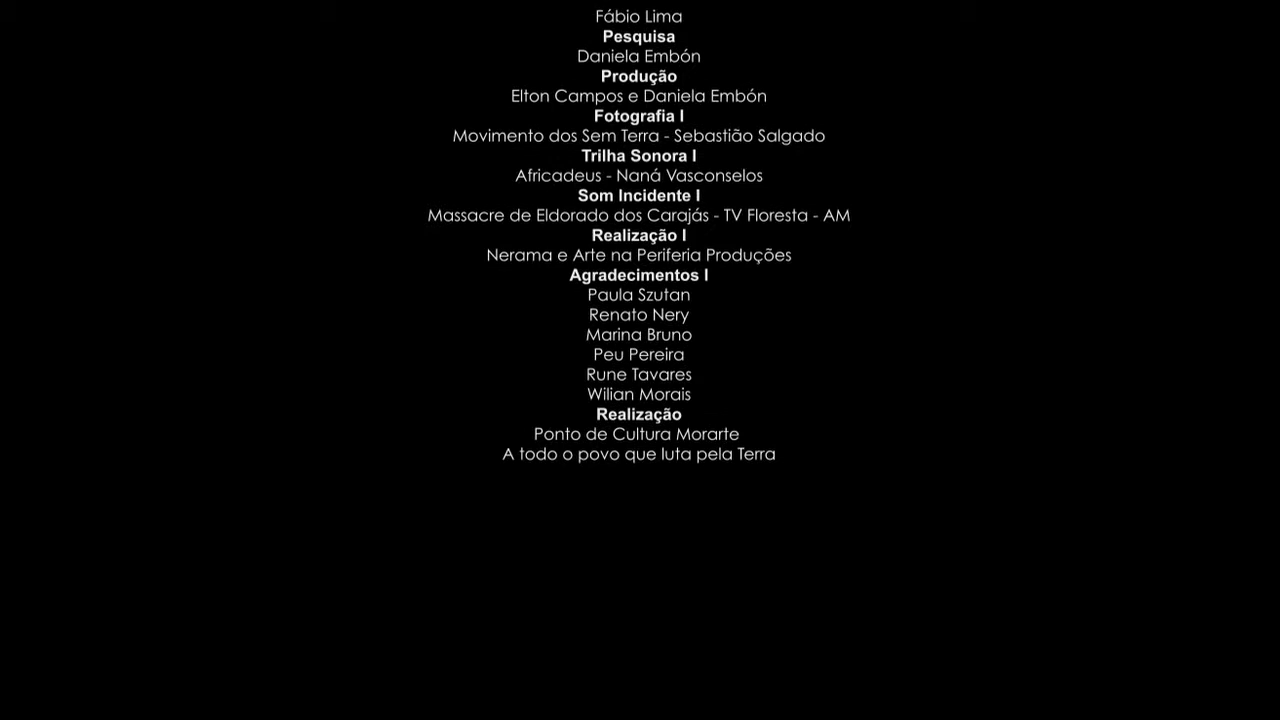 Fábio Lima
Pesquisa
Daniela Embón
Produção
Elton Campos e Daniela Embón
Fotografia I
Movimento dos Sem Terra - Sebastião Salgado
Trilha Sonora I
Africadeus - Naná Vasconselos
Som Incidente I
Massacre de Eldorado dos Carajás - TV Floresta - AM
Realização I
Nerama e Arte na Periferia Produções
Agradecimentos I
Paula Szutan
Renato Nery
Marina Bruno
Peu Pereira
Rune Tavares
Wilian Morais
Realização
Ponto de Cultura Morarte
A todo o povo que luta pela Terra